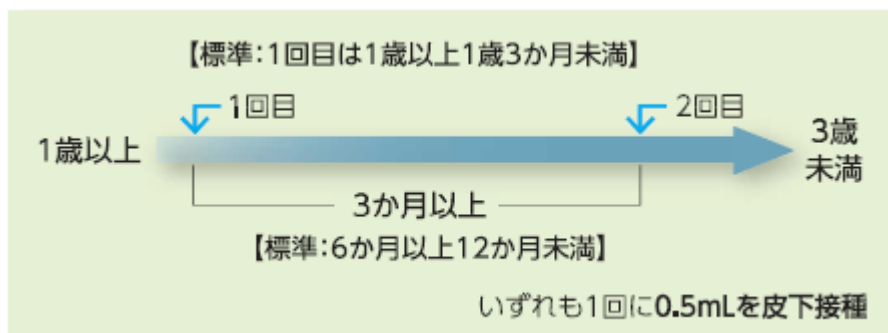 【標準:1回目は1歳以上1歳3か月未満】
1回目
2回目
1歳以上
3歳
未満
3か月以上
【標準:6か月以上12か月未満】
いずれも1回に0.5mLを皮下接種